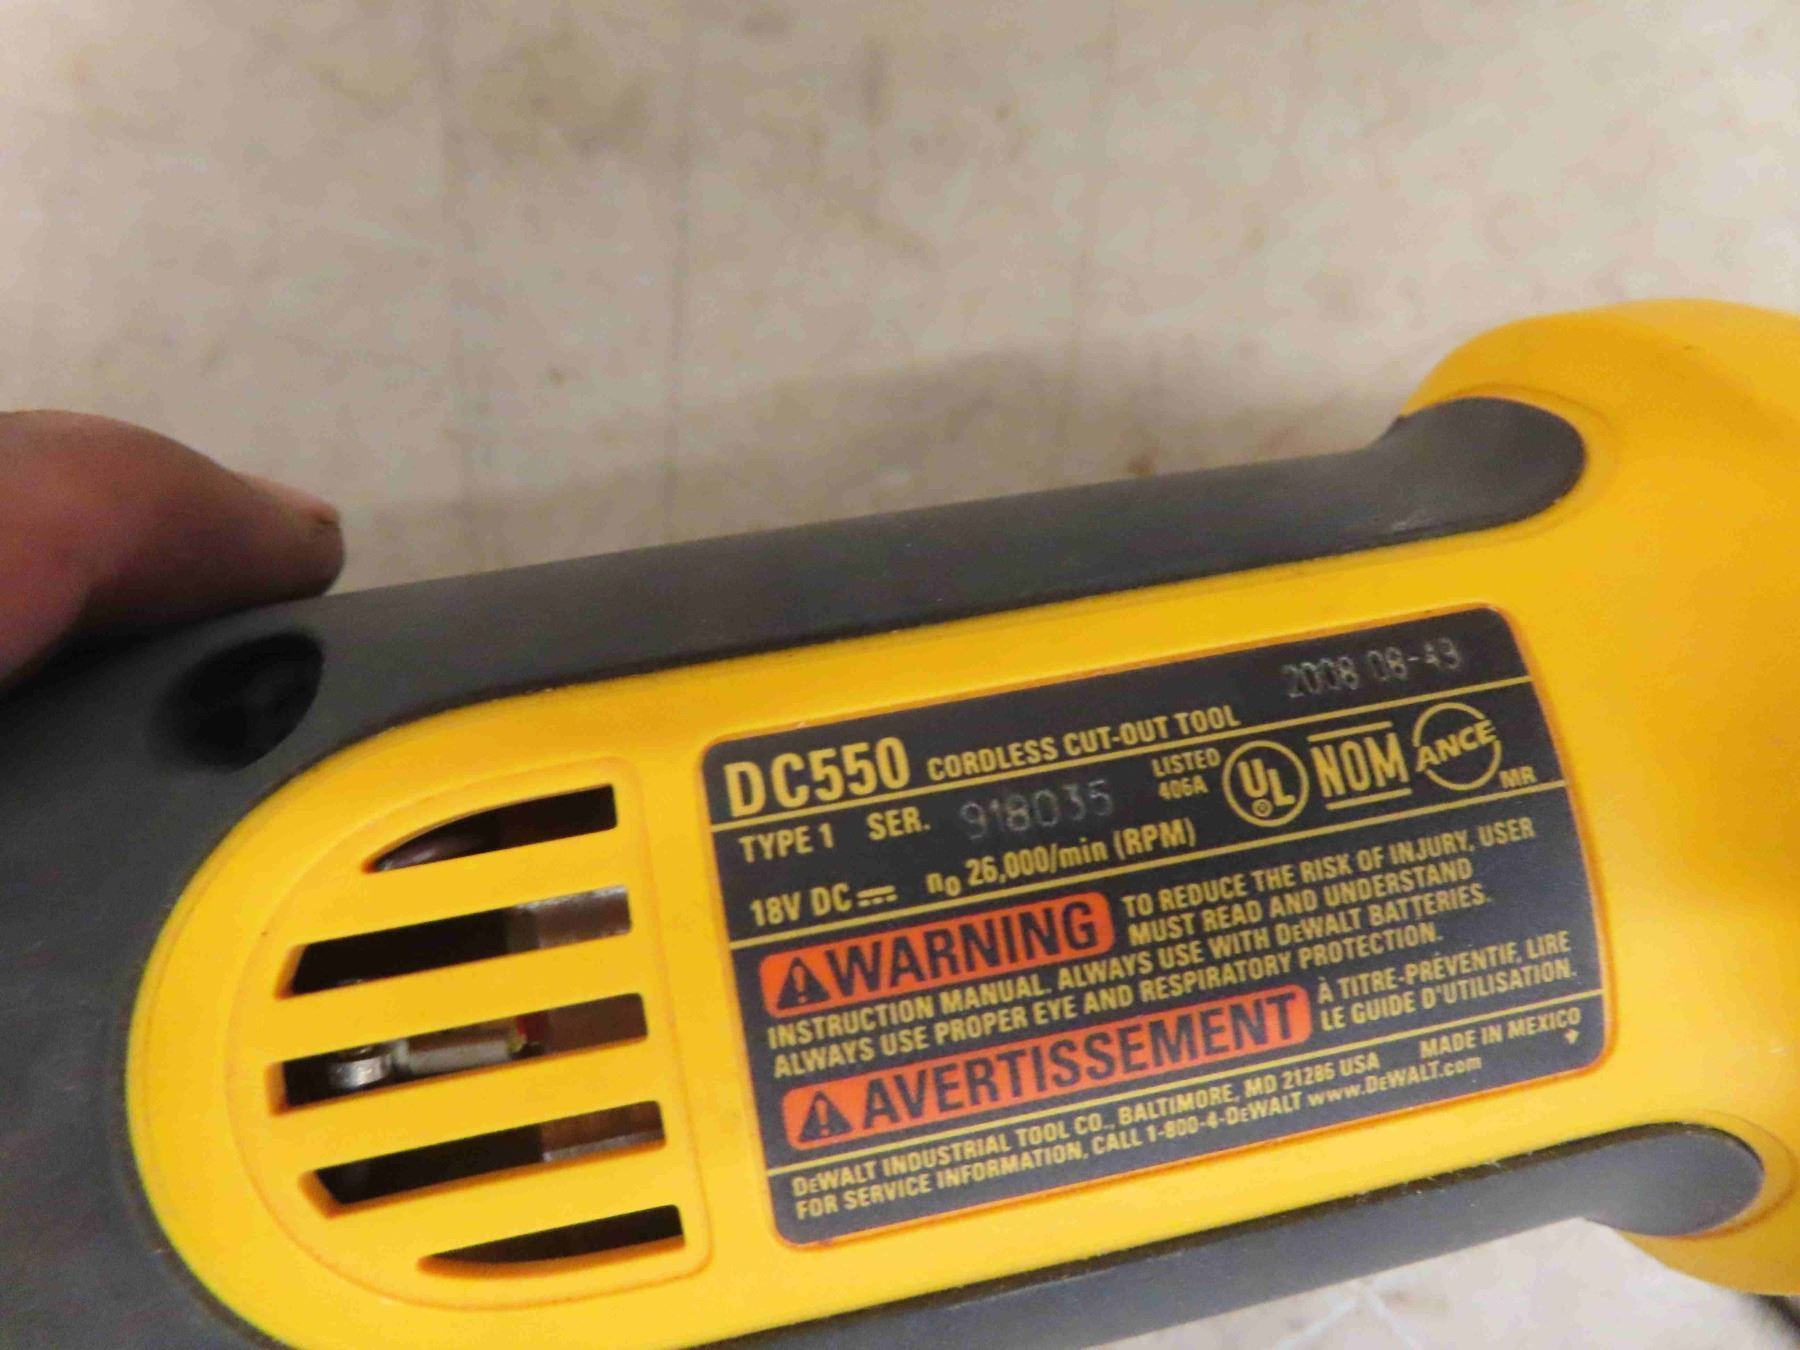 2008 08-49
DC550 CORDLESS CUT-OUT TOOL
TYPE 1 SER. 918035 LISTED 406A UL NOM ANCE MR
18V DC n₀ 26,000/min (RPM)
⚠WARNING TO REDUCE THE RISK OF INJURY, USER
MUST READ AND UNDERSTAND
INSTRUCTION MANUAL. ALWAYS USE WITH DEWALT BATTERIES.
ALWAYS USE PROPER EYE AND RESPIRATORY PROTECTION.
⚠AVERTISSEMENT À TITRE-PRÉVENTIF, LIRE
LE GUIDE D'UTILISATION.
DEWALT INDUSTRIAL TOOL CO., BALTIMORE, MD 21286 USA MADE IN MEXICO
FOR SERVICE INFORMATION, CALL 1-800-4-DEWALT www.DEWALT.com